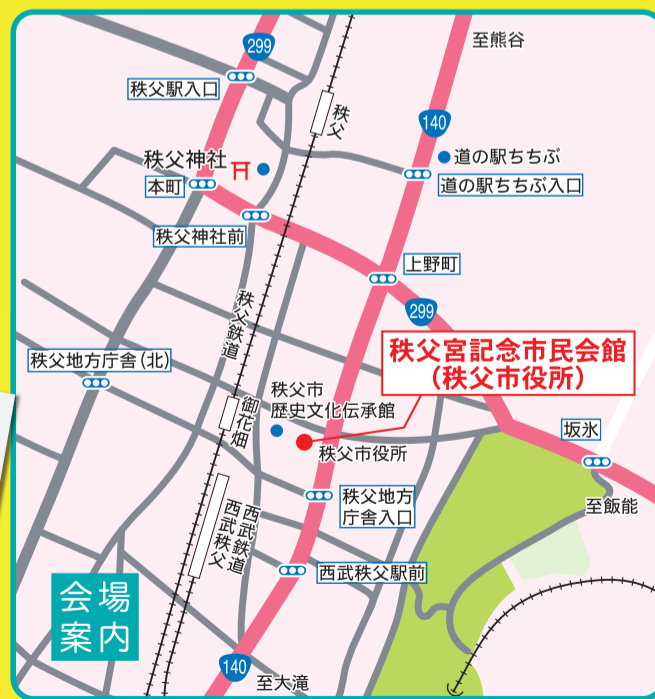 299
至熊谷
秩父駅入口
秩父
140
秩父神社
道の駅ちちぶ
本町
道の駅ちちぶ入口
秩父神社前
上野町
299
秩父鉄道
秩父宮記念市民会館
(秩父市役所)
秩父地方庁舎(北)
御花畑
秩父市
歴史文化伝承館
坂氷
秩父市役所
秩父地方
庁舎入口
至飯能
西武鉄道
西武秩父
西武秩父駅前
会場
案内
140
至大滝